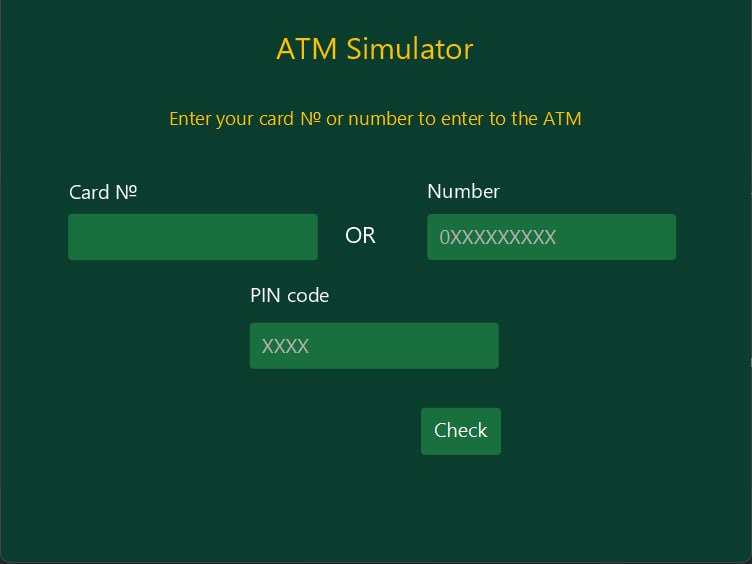 ATM Simulator
Enter your card № or number to enter to the ATM
Card №
Number
OR
0XXXXXXXXX
PIN code
XXXX
Check